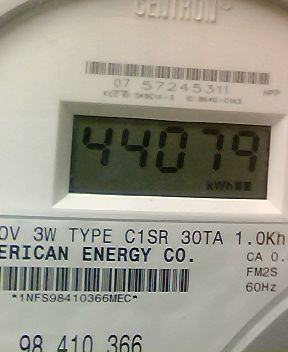 CENTRON
07 57245311
44079
kWh
0V 3W TYPE C1SR 30TA 1.0Kh
ERICAN ENERGY CO.
CA 0.
*1NFS98410366MEC*
FM2S
60Hz
98 410 366